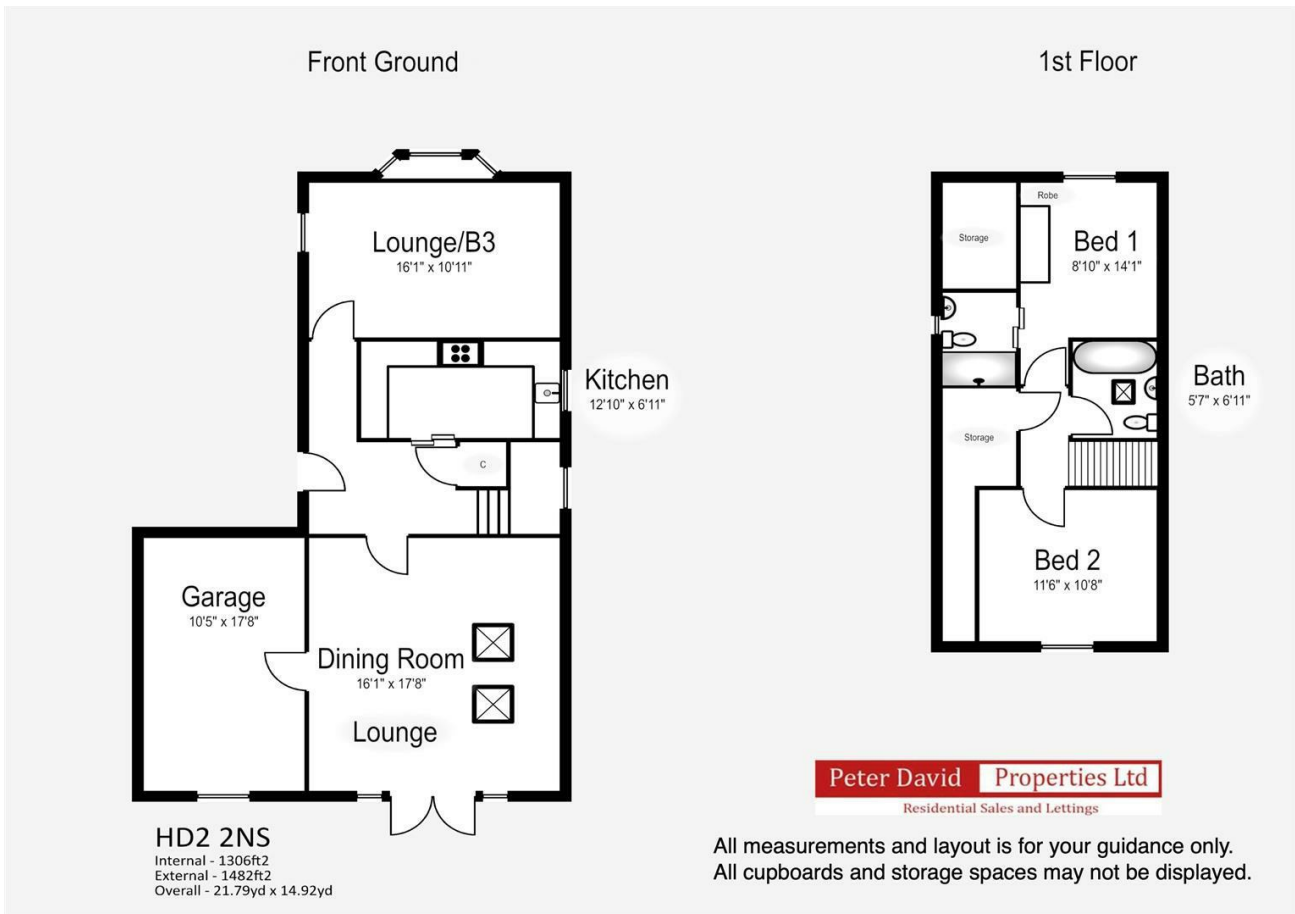 Front Ground
1st Floor
Lounge/B3
16'1" x 10'11"
Kitchen
12'10" x 6'11"
C
Garage
10'5" x 17'8"
Dining Room
16'1" x 17'8"
Lounge
Storage
Robe
Bed 1
8'10" x 14'1"
Bath
5'7" x 6'11"
Storage
Bed 2
11'6" x 10'8"
HD2 2NS
Internal - 1306ft2
External - 1482ft2
Overall - 21.79yd x 14.92yd
Peter David Properties Ltd
Residential Sales and Lettings
All measurements and layout is for your guidance only.
All cupboards and storage spaces may not be displayed.